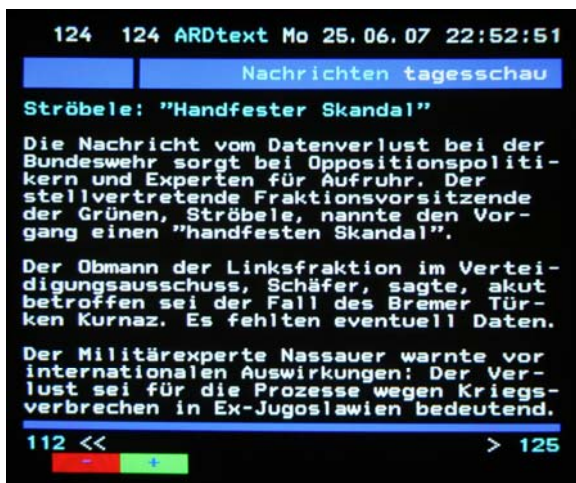 124 124 ARDtext Mo 25.06.07 22:52:51
Nachrichten tagesschau
Ströbele: "Handfester Skandal"
Die Nachricht vom Datenverlust bei der
Bundeswehr sorgt bei Oppositionspoliti-
kern und Experten für Aufruhr. Der
stellvertretende Fraktionsvorsitzende
der Grünen, Ströbele, nannte den Vor-
gang einen "handfesten Skandal".
Der Obmann der Linksfraktion im Vertei-
digungsausschuss, Schäfer, sagte, akut
betroffen sei der Fall des Bremer Tür-
ken Kurnaz. Es fehlten eventuell Daten.
Der Militärexperte Nassauer warnte vor
internationalen Auswirkungen: Der Ver-
lust sei für die Prozesse wegen Kriegs-
verbrechen in Ex-Jugoslawien bedeutend.
112 << > 125
- +